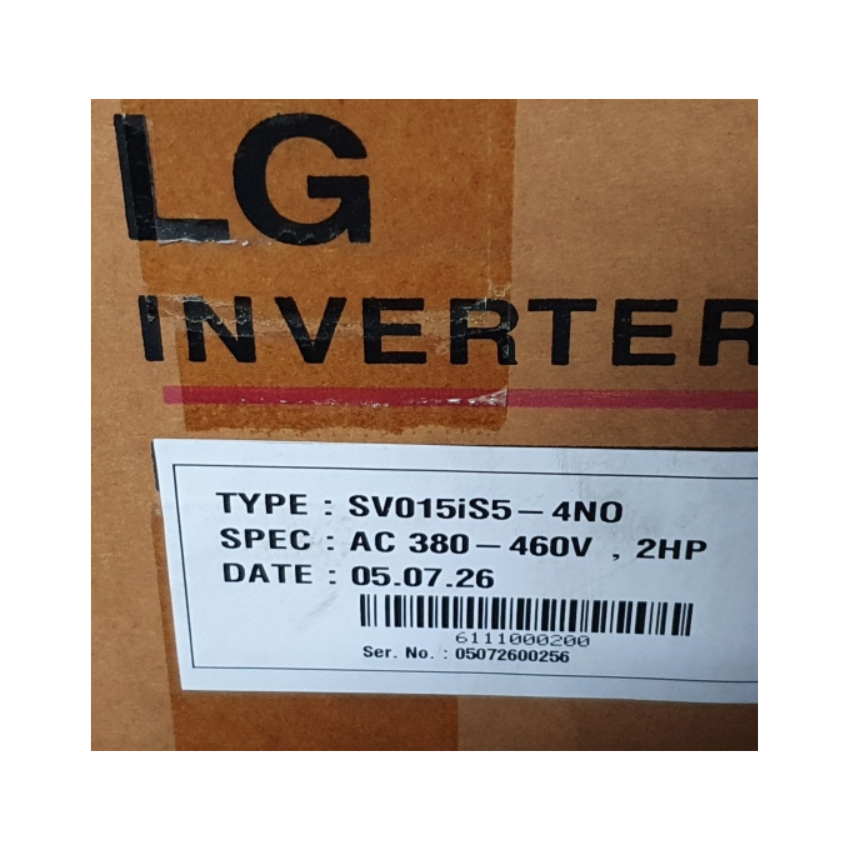 LG
INVERTER
TYPE : SV015iS5-4NO
SPEC : AC 380-460V , 2HP
DATE : 05.07.26
6111000200
Ser. No. : 05072600256